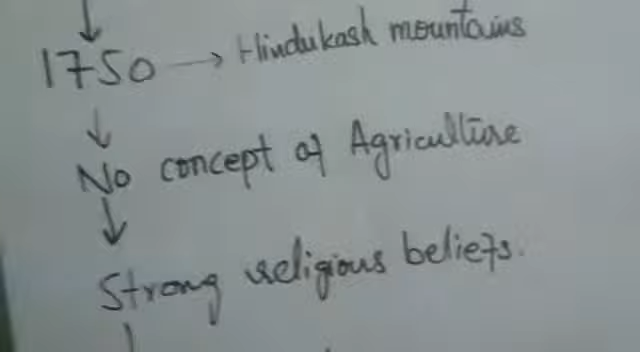 ↓
1750 → Hindukash mountains
↓
No concept of Agriculture
↓
Strong religious beliefs.